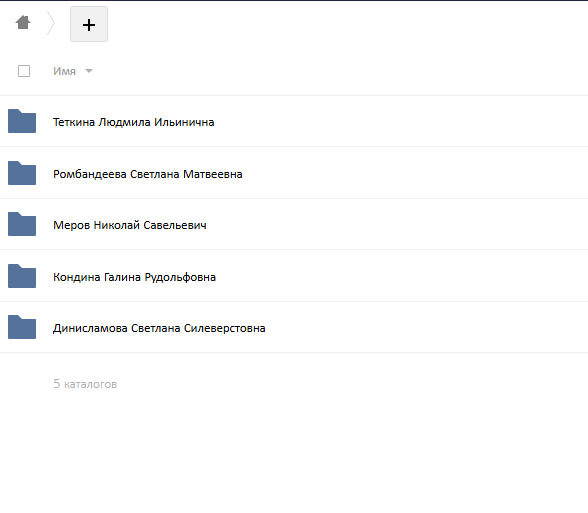 Имя
Теткина Людмила Ильинична
Ромбандеева Светлана Матвеевна
Меров Николай Савельевич
Кондина Галина Рудольфовна
Динисламова Светлана Силеверстовна
5 каталогов